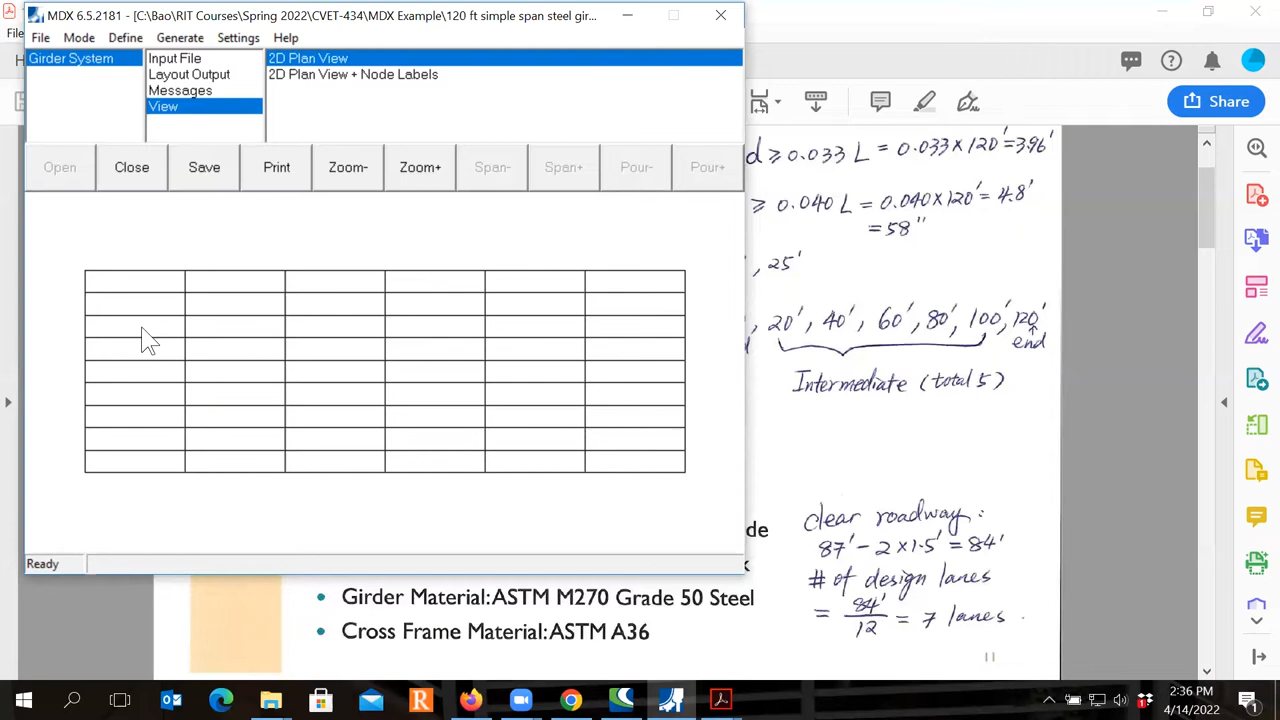 MDX 6.5.2181 - [C:\Bao\RIT Courses\Spring 2022\CVET-434\MDX Example\120 ft simple span steel gir...
File Mode Define Generate Settings Help
Girder System
Input File
Layout Output
Messages
View
2D Plan View
2D Plan View + Node Labels
Open Close Save Print Zoom- Zoom+ Span- Span+ Pour- Pour+
Ready
Share
d ⩾ 0.033 L = 0.033×120' = 3.96'
⩾ 0.040 L = 0.040×120' = 4.8'
= 58"
, 25'
20', 40', 60', 80', 100', 120'
end
Intermediate (total 5)
clear roadway:
87' - 2×1.5' = 84'
# of design lanes
= 84'/12 = 7 lanes
• Girder Material: ASTM M270 Grade 50 Steel
• Cross Frame Material: ASTM A36
11
2:36 PM
4/14/2022